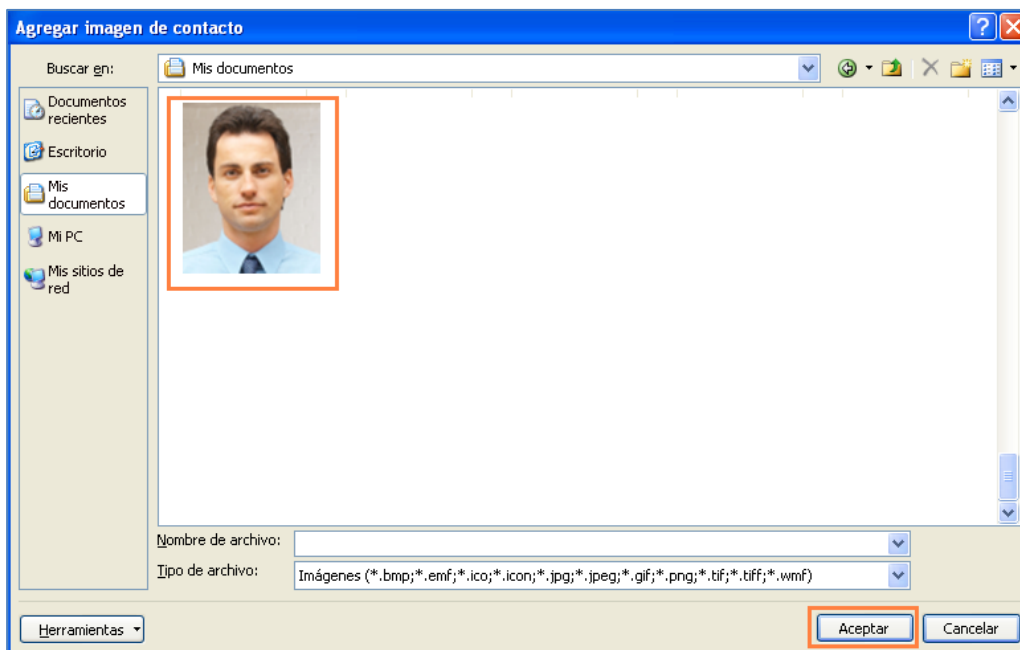 Agregar imagen de contacto
Buscar en:
Mis documentos
Documentos
recientes
Escritorio
Mis
documentos
Mi PC
Mis sitios de
red
Nombre de archivo:
Tipo de archivo:
Imágenes (*.bmp;*.emf;*.ico;*.icon;*.jpg;*.jpeg;*.gif;*.png;*.tif;*.tiff;*.wmf)
Herramientas
Aceptar
Cancelar